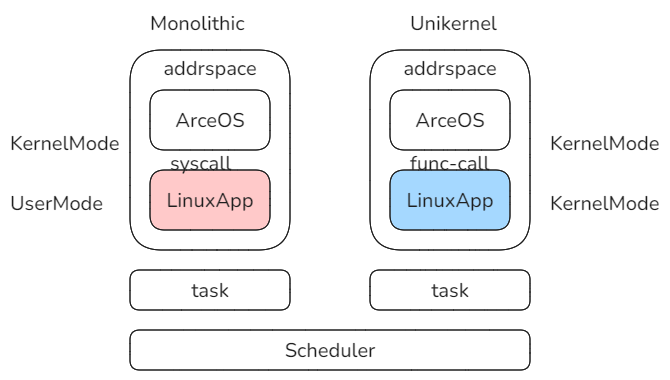 Monolithic
Unikernel
addrspace
addrspace
ArceOS
ArceOS
KernelMode
KernelMode
syscall
func-call
UserMode
LinuxApp
LinuxApp
KernelMode
task
task
Scheduler